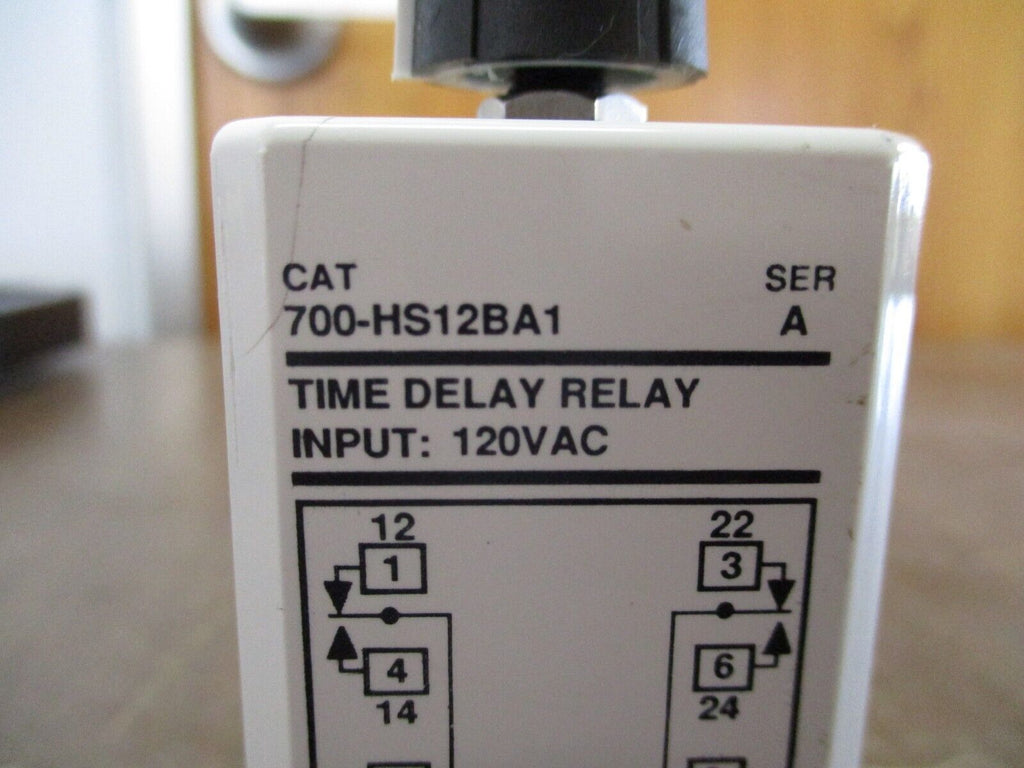 CAT SER
700-HS12BA1 A
TIME DELAY RELAY
INPUT: 120VAC
12 22
1 3
4 6
14 24